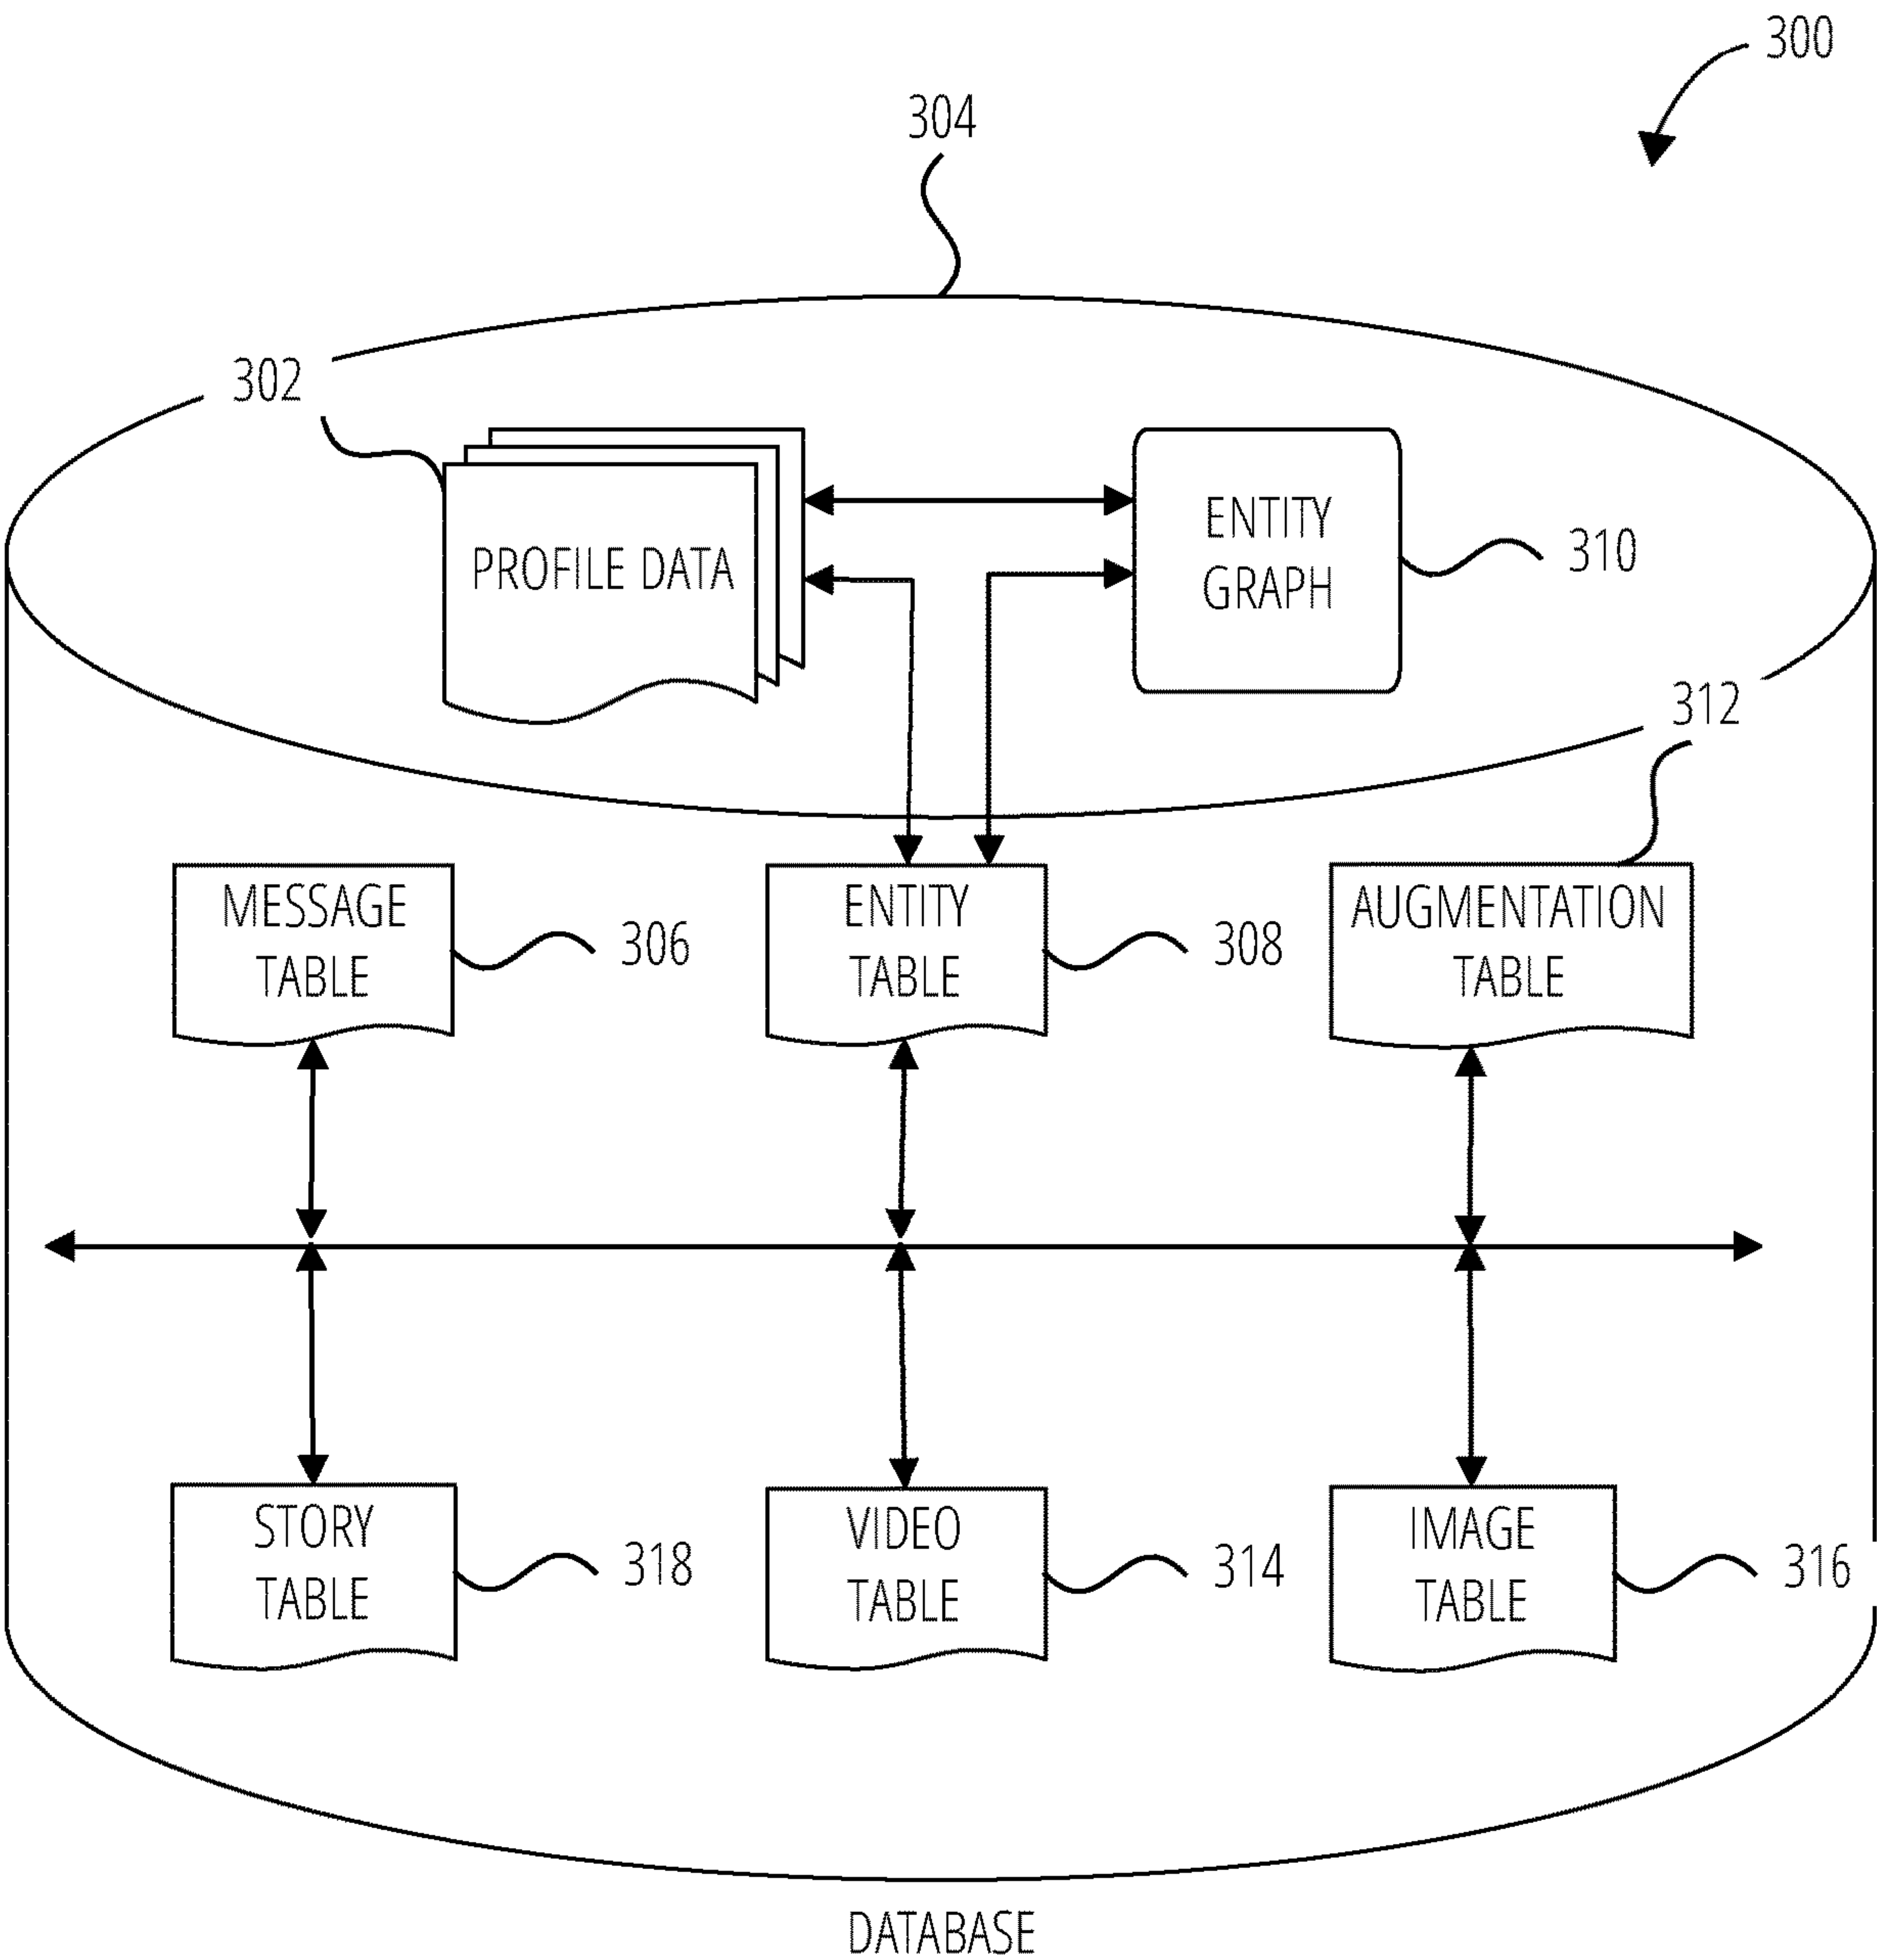 300
304
302
PROFILE DATA
ENTITY
GRAPH
310
312
MESSAGE
TABLE
306
ENTITY
TABLE
308
AUGMENTATION
TABLE
STORY
TABLE
318
VIDEO
TABLE
314
IMAGE
TABLE
316
DATABASE